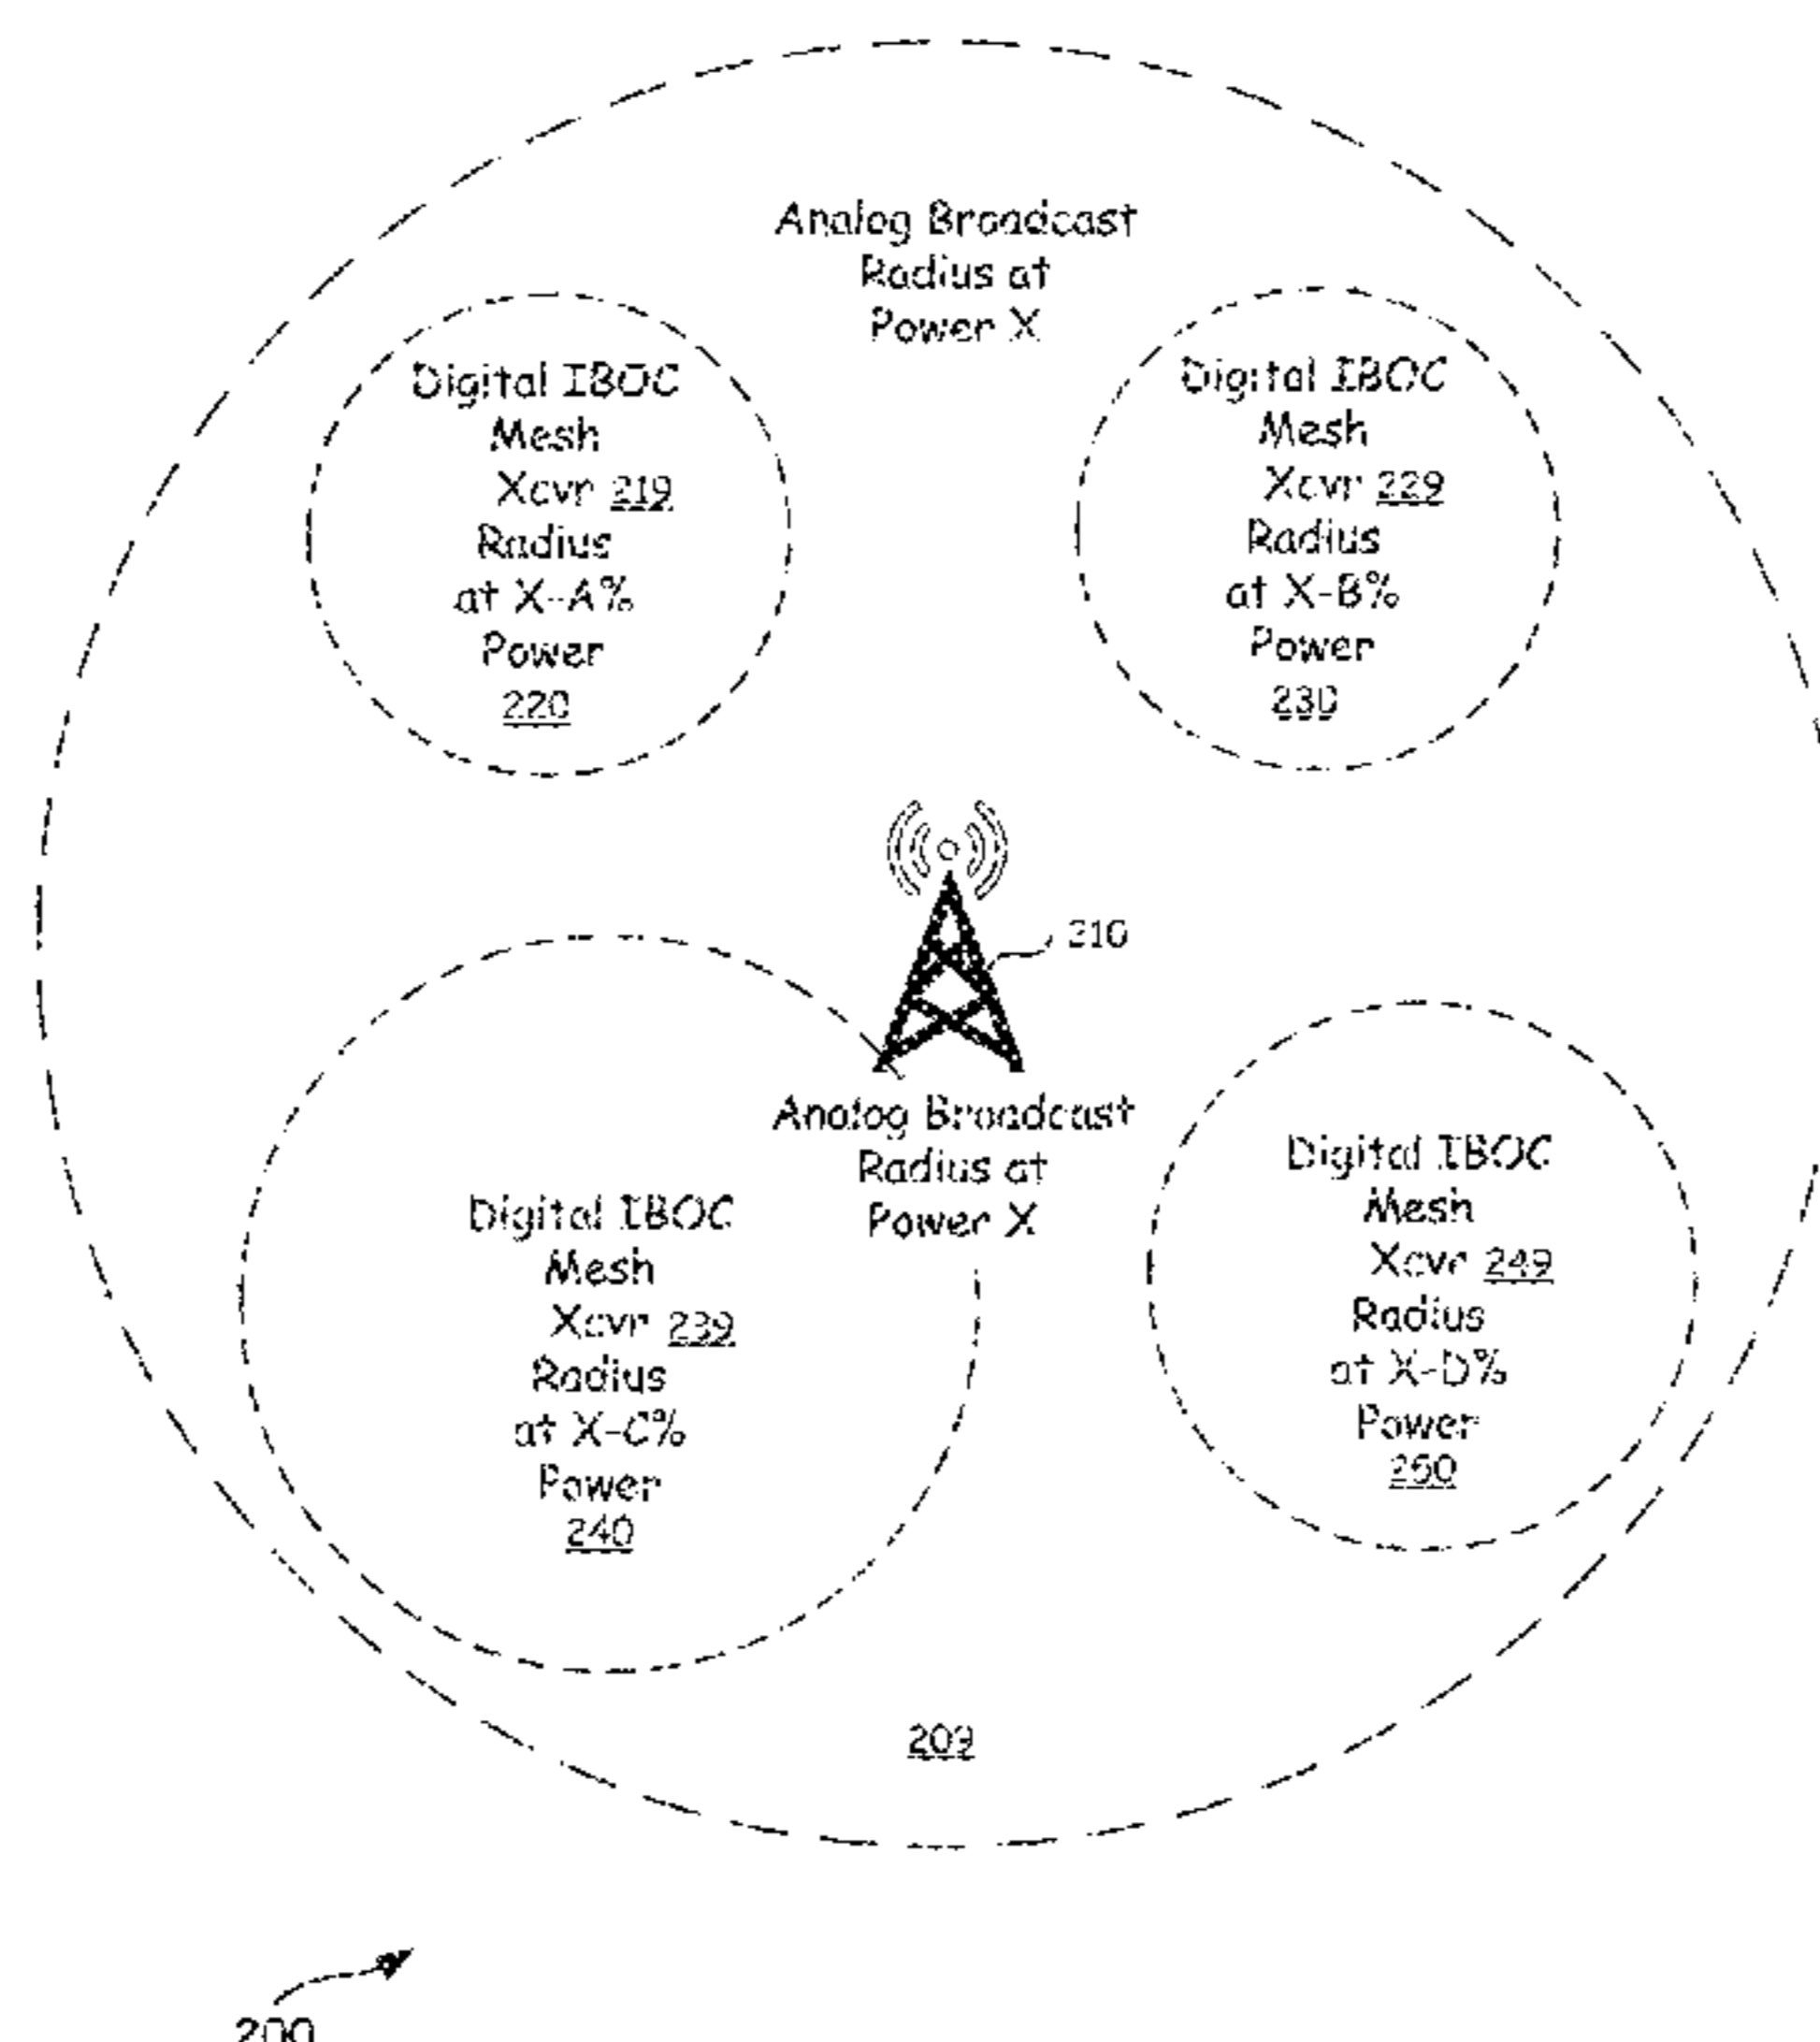 Analog Broadcast
Radius at
Power X
Digital IBOC
Mesh
Xcvr 219
Radius
at X-A%
Power
220
Digital IBOC
Mesh
Xcvr 229
Radius
at X-B%
Power
230
210
Analog Broadcast
Radius at
Power X
Digital IBOC
Mesh
Xcvr 239
Radius
at X-C%
Power
240
Digital IBOC
Mesh
Xcvr 249
Radius
at X-D%
Power
250
209
200